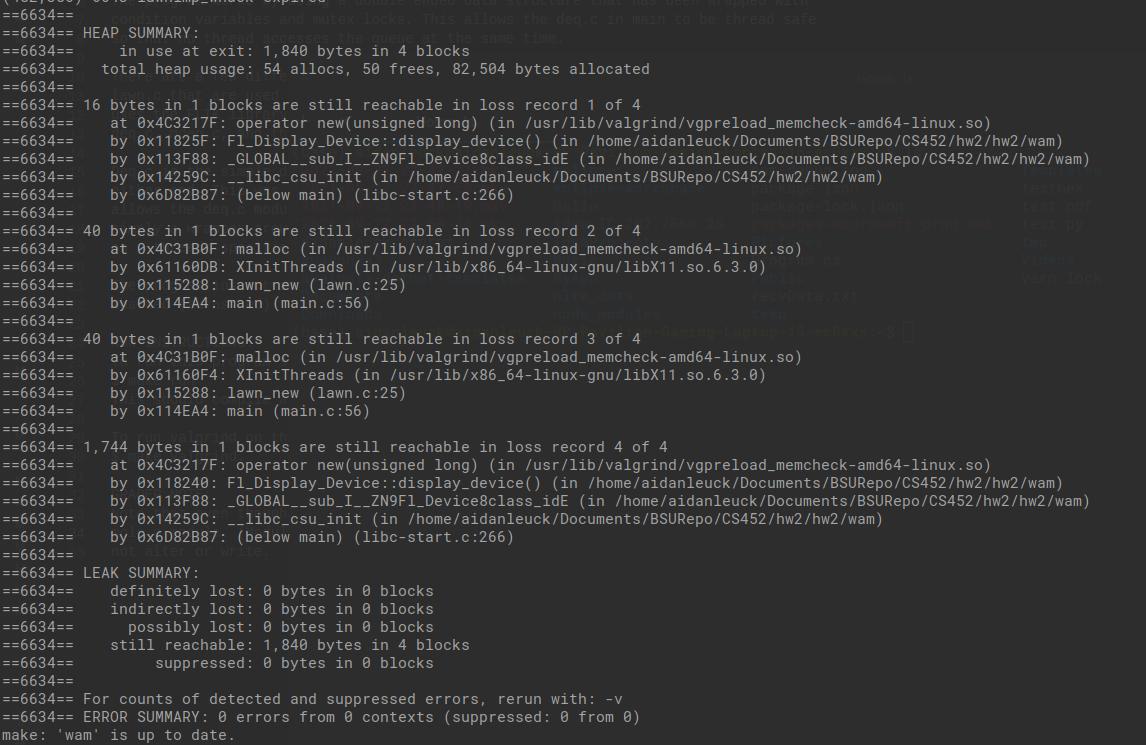 ==6634==
==6634== HEAP SUMMARY:
==6634==     in use at exit: 1,840 bytes in 4 blocks
==6634==   total heap usage: 54 allocs, 50 frees, 82,504 bytes allocated
==6634==
==6634== 16 bytes in 1 blocks are still reachable in loss record 1 of 4
==6634==    at 0x4C3217F: operator new(unsigned long) (in /usr/lib/valgrind/vgpreload_memcheck-amd64-linux.so)
==6634==    by 0x11825F: Fl_Display_Device::display_device() (in /home/aidanleuck/Documents/BSURepo/CS452/hw2/hw2/wam)
==6634==    by 0x113F88: _GLOBAL__sub_I__ZN9Fl_Device8class_idE (in /home/aidanleuck/Documents/BSURepo/CS452/hw2/hw2/wam)
==6634==    by 0x14259C: __libc_csu_init (in /home/aidanleuck/Documents/BSURepo/CS452/hw2/hw2/wam)
==6634==    by 0x6D82B87: (below main) (libc-start.c:266)
==6634==
==6634== 40 bytes in 1 blocks are still reachable in loss record 2 of 4
==6634==    at 0x4C31B0F: malloc (in /usr/lib/valgrind/vgpreload_memcheck-amd64-linux.so)
==6634==    by 0x61160DB: XInitThreads (in /usr/lib/x86_64-linux-gnu/libX11.so.6.3.0)
==6634==    by 0x115288: lawn_new (lawn.c:25)
==6634==    by 0x114EA4: main (main.c:56)
==6634==
==6634== 40 bytes in 1 blocks are still reachable in loss record 3 of 4
==6634==    at 0x4C31B0F: malloc (in /usr/lib/valgrind/vgpreload_memcheck-amd64-linux.so)
==6634==    by 0x61160F4: XInitThreads (in /usr/lib/x86_64-linux-gnu/libX11.so.6.3.0)
==6634==    by 0x115288: lawn_new (lawn.c:25)
==6634==    by 0x114EA4: main (main.c:56)
==6634==
==6634== 1,744 bytes in 1 blocks are still reachable in loss record 4 of 4
==6634==    at 0x4C3217F: operator new(unsigned long) (in /usr/lib/valgrind/vgpreload_memcheck-amd64-linux.so)
==6634==    by 0x118240: Fl_Display_Device::display_device() (in /home/aidanleuck/Documents/BSURepo/CS452/hw2/hw2/wam)
==6634==    by 0x113F88: _GLOBAL__sub_I__ZN9Fl_Device8class_idE (in /home/aidanleuck/Documents/BSURepo/CS452/hw2/hw2/wam)
==6634==    by 0x14259C: __libc_csu_init (in /home/aidanleuck/Documents/BSURepo/CS452/hw2/hw2/wam)
==6634==    by 0x6D82B87: (below main) (libc-start.c:266)
==6634==
==6634== LEAK SUMMARY:
==6634==    definitely lost: 0 bytes in 0 blocks
==6634==    indirectly lost: 0 bytes in 0 blocks
==6634==      possibly lost: 0 bytes in 0 blocks
==6634==    still reachable: 1,840 bytes in 4 blocks
==6634==         suppressed: 0 bytes in 0 blocks
==6634==
==6634== For counts of detected and suppressed errors, rerun with: -v
==6634== ERROR SUMMARY: 0 errors from 0 contexts (suppressed: 0 from 0)
make: 'wam' is up to date.